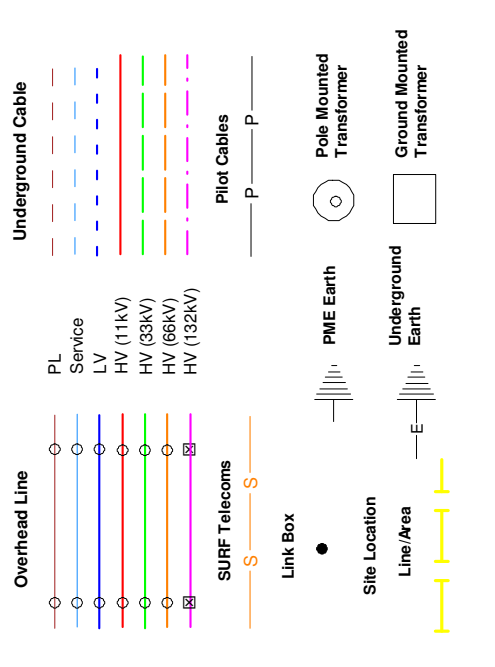 Overhead Line
Underground Cable
PL
Service
LV
HV (11kV)
HV (33kV)
HV (66kV)
HV (132kV)
SURF Telecoms
Pilot Cables
S S
P P
Link Box
PME Earth
Pole Mounted
Transformer
Site Location
Line/Area
Underground
Earth
E
Ground Mounted
Transformer